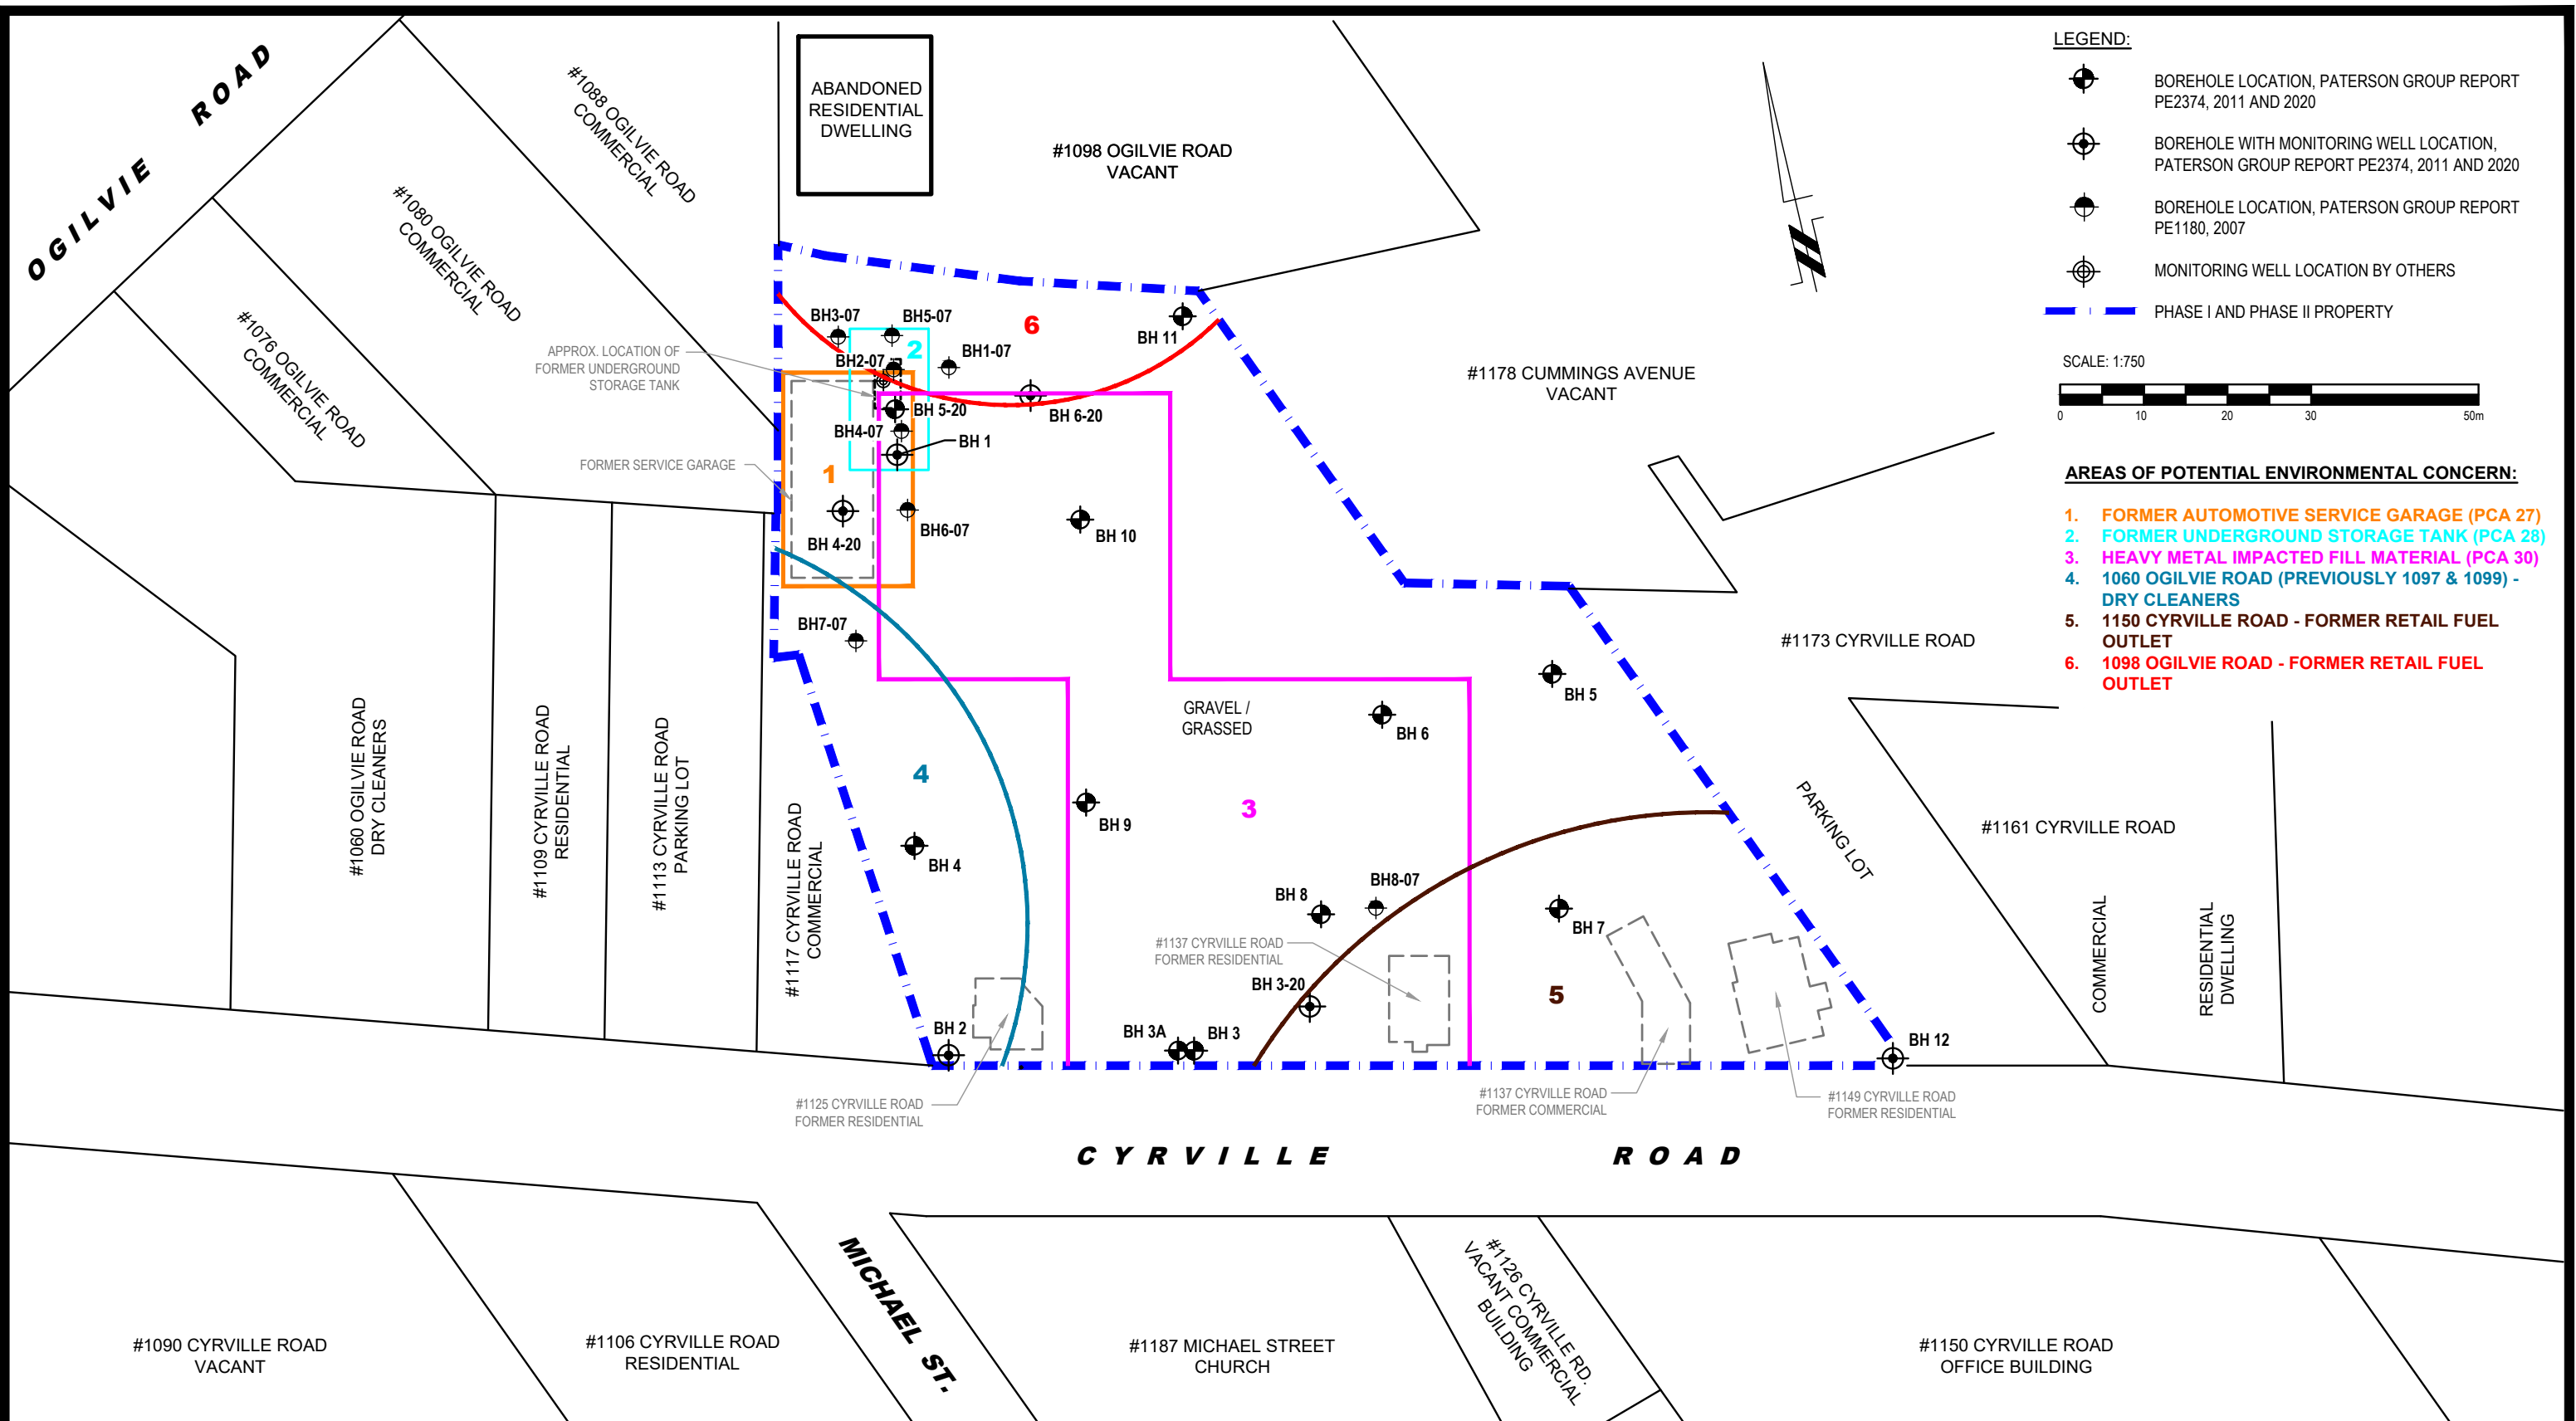 OGILVIE ROAD
#1088 OGILVIE ROAD
COMMERCIAL
#1080 OGILVIE ROAD
COMMERCIAL
#1076 OGILVIE ROAD
COMMERCIAL
ABANDONED
RESIDENTIAL
DWELLING
#1098 OGILVIE ROAD
VACANT
#1178 CUMMINGS AVENUE
VACANT
LEGEND:
BOREHOLE LOCATION, PATERSON GROUP REPORT
PE2374, 2011 AND 2020
BOREHOLE WITH MONITORING WELL LOCATION,
PATERSON GROUP REPORT PE2374, 2011 AND 2020
BOREHOLE LOCATION, PATERSON GROUP REPORT
PE1180, 2007
MONITORING WELL LOCATION BY OTHERS
PHASE I AND PHASE II PROPERTY
SCALE: 1:750
0 10 20 30 50m
AREAS OF POTENTIAL ENVIRONMENTAL CONCERN:
1. FORMER AUTOMOTIVE SERVICE GARAGE (PCA 27)
2. FORMER UNDERGROUND STORAGE TANK (PCA 28)
3. HEAVY METAL IMPACTED FILL MATERIAL (PCA 30)
4. 1060 OGILVIE ROAD (PREVIOUSLY 1097 & 1099) -
DRY CLEANERS
5. 1150 CYRVILLE ROAD - FORMER RETAIL FUEL
OUTLET
6. 1098 OGILVIE ROAD - FORMER RETAIL FUEL
OUTLET
BH3-07
BH5-07
6
BH 11
2
BH1-07
BH2-07
APPROX. LOCATION OF
FORMER UNDERGROUND
STORAGE TANK
BH 5-20
BH 6-20
BH4-07
BH 1
FORMER SERVICE GARAGE
1
BH6-07
BH 10
BH 4-20
BH7-07
#1173 CYRVILLE ROAD
BH 5
GRAVEL /
GRASSED
BH 6
#1060 OGILVIE ROAD
DRY CLEANERS
#1109 CYRVILLE ROAD
RESIDENTIAL
#1113 CYRVILLE ROAD
PARKING LOT
#1117 CYRVILLE ROAD
COMMERCIAL
4
BH 9
3
PARKING LOT
#1161 CYRVILLE ROAD
BH 4
BH 8
BH8-07
BH 7
COMMERCIAL
RESIDENTIAL
DWELLING
#1137 CYRVILLE ROAD
FORMER RESIDENTIAL
BH 3-20
5
BH 2
BH 3A
BH 3
BH 12
#1125 CYRVILLE ROAD
FORMER RESIDENTIAL
#1137 CYRVILLE ROAD
FORMER COMMERCIAL
#1149 CYRVILLE ROAD
FORMER RESIDENTIAL
CYRVILLE ROAD
MICHAEL ST.
#1090 CYRVILLE ROAD
VACANT
#1106 CYRVILLE ROAD
RESIDENTIAL
#1187 MICHAEL STREET
CHURCH
#1126 CYRVILLE RD.
VACANT COMMERCIAL
BUILDING
#1150 CYRVILLE ROAD
OFFICE BUILDING